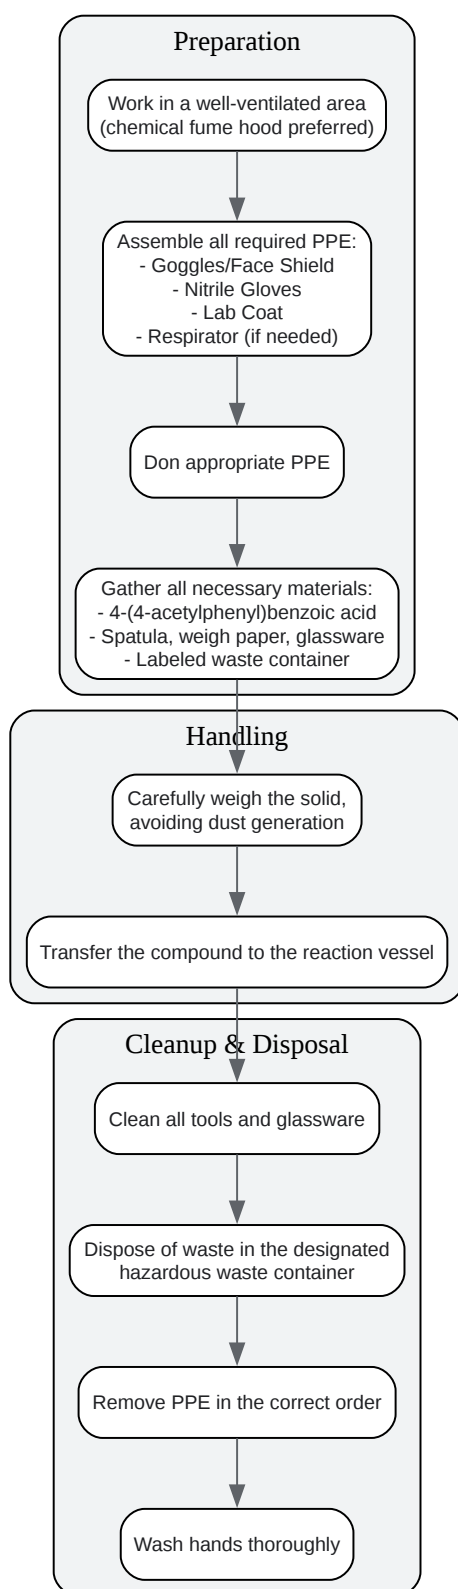 Preparation
Work in a well-ventilated area
(chemical fume hood preferred)
Assemble all required PPE:
- Goggles/Face Shield
- Nitrile Gloves
- Lab Coat
- Respirator (if needed)
Don appropriate PPE
Gather all necessary materials:
- 4-(4-acetylphenyl)benzoic acid
- Spatula, weigh paper, glassware
- Labeled waste container
Handling
Carefully weigh the solid,
avoiding dust generation
Transfer the compound to the reaction vessel
Cleanup & Disposal
Clean all tools and glassware
Dispose of waste in the designated
hazardous waste container
Remove PPE in the correct order
Wash hands thoroughly